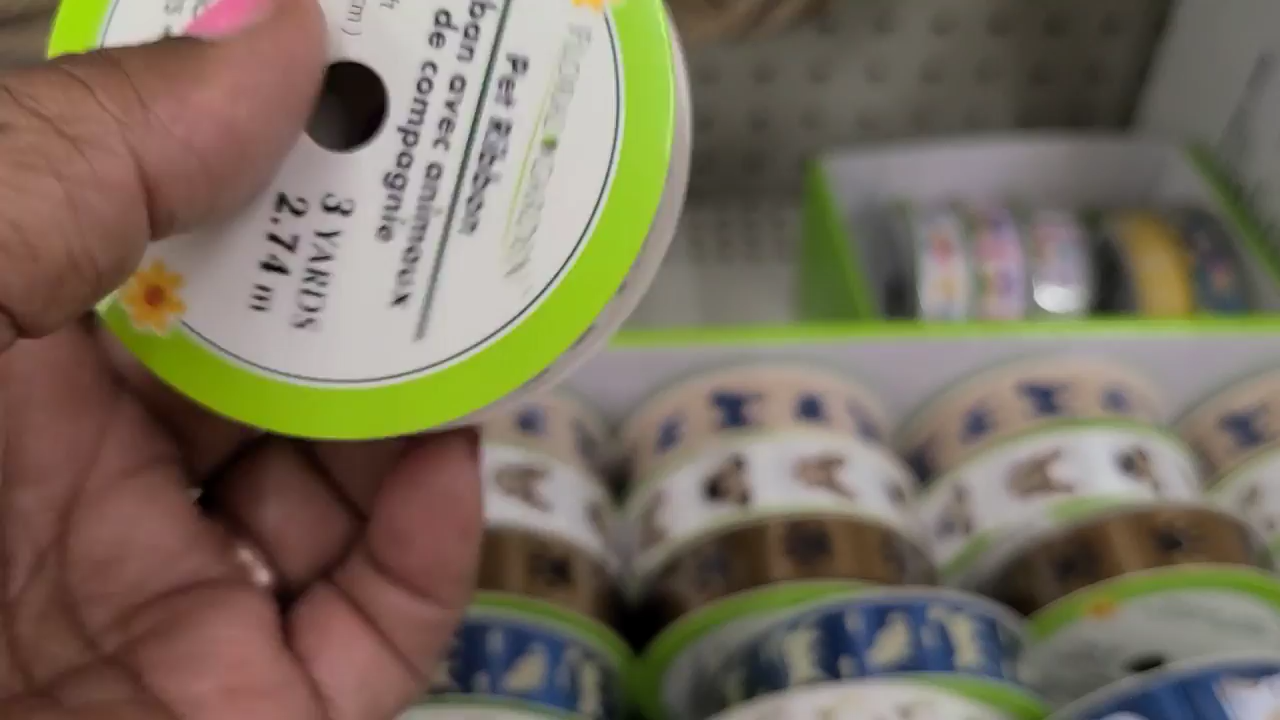 Pet Ribbon
ban avec animaux
de compagnie
3 YARDS
2.74 m